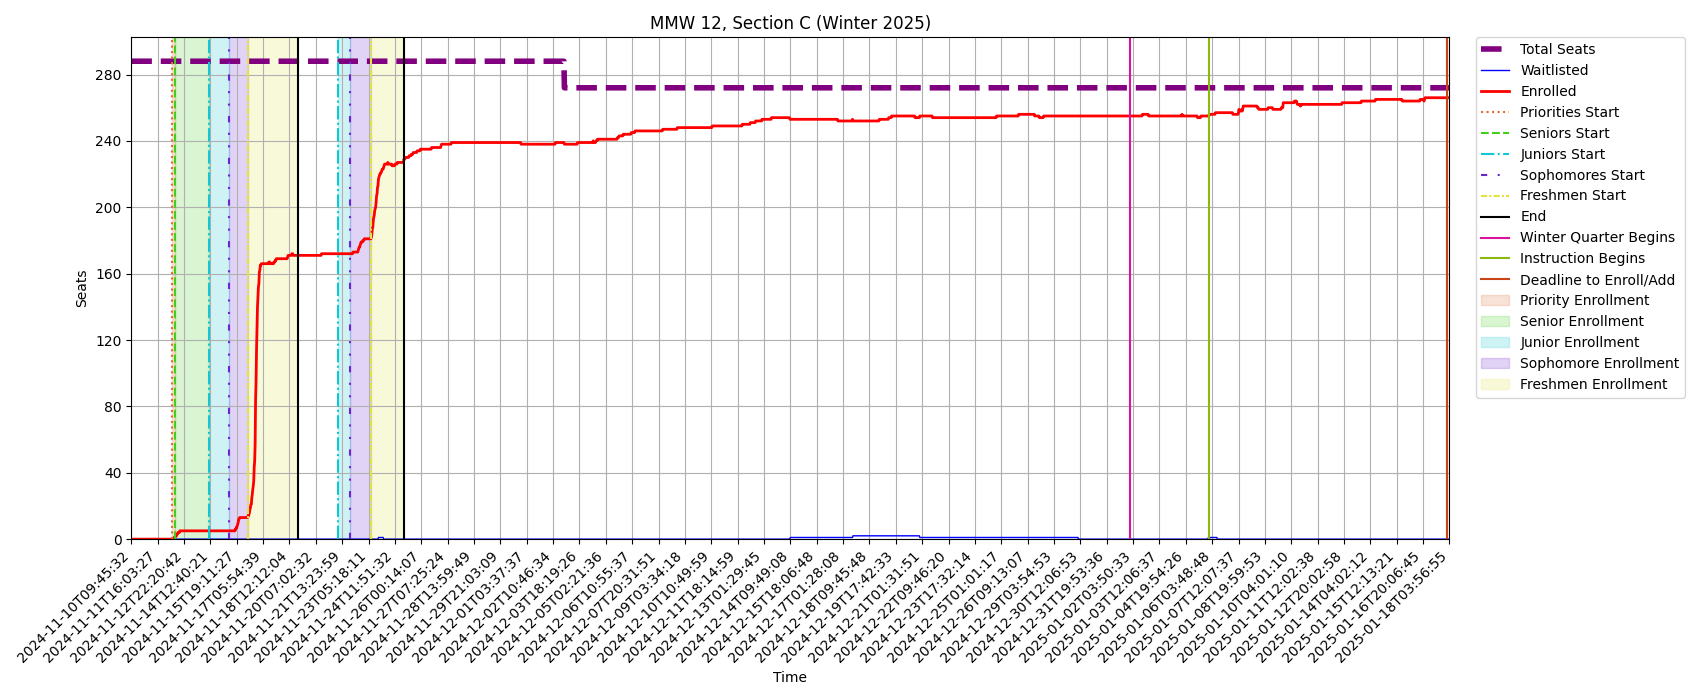 MMW 12, Section C (Winter 2025)
Seats
280
240
200
160
120
80
40
0
2024-11-10T09:45:32
2024-11-11T16:03:27
2024-11-12T22:20:42
2024-11-14T12:40:21
2024-11-15T19:11:27
2024-11-17T05:54:39
2024-11-18T12:12:04
2024-11-20T07:02:32
2024-11-21T13:23:59
2024-11-23T05:18:11
2024-11-24T11:51:32
2024-11-26T00:14:07
2024-11-27T07:25:24
2024-11-28T13:59:49
2024-11-29T21:03:09
2024-12-01T03:37:37
2024-12-02T10:46:34
2024-12-03T18:19:26
2024-12-05T02:21:36
2024-12-06T10:55:37
2024-12-07T20:31:51
2024-12-09T03:34:18
2024-12-10T10:49:59
2024-12-11T18:14:59
2024-12-13T01:29:45
2024-12-14T09:49:08
2024-12-15T18:06:48
2024-12-17T01:28:08
2024-12-18T09:45:48
2024-12-19T17:42:33
2024-12-21T01:31:51
2024-12-22T09:46:20
2024-12-23T17:32:14
2024-12-25T01:01:17
2024-12-26T09:13:07
2024-12-29T03:54:53
2024-12-30T12:06:53
2024-12-31T19:53:36
2025-01-02T03:50:33
2025-01-03T12:06:37
2025-01-04T19:54:26
2025-01-06T03:48:48
2025-01-07T12:07:37
2025-01-08T19:59:53
2025-01-10T04:01:10
2025-01-11T12:02:38
2025-01-12T20:02:58
2025-01-14T04:02:12
2025-01-15T12:13:21
2025-01-16T20:06:45
2025-01-18T03:56:55
Time
Total Seats
Waitlisted
Enrolled
Priorities Start
Seniors Start
Juniors Start
Sophomores Start
Freshmen Start
End
Winter Quarter Begins
Instruction Begins
Deadline to Enroll/Add
Priority Enrollment
Senior Enrollment
Junior Enrollment
Sophomore Enrollment
Freshmen Enrollment